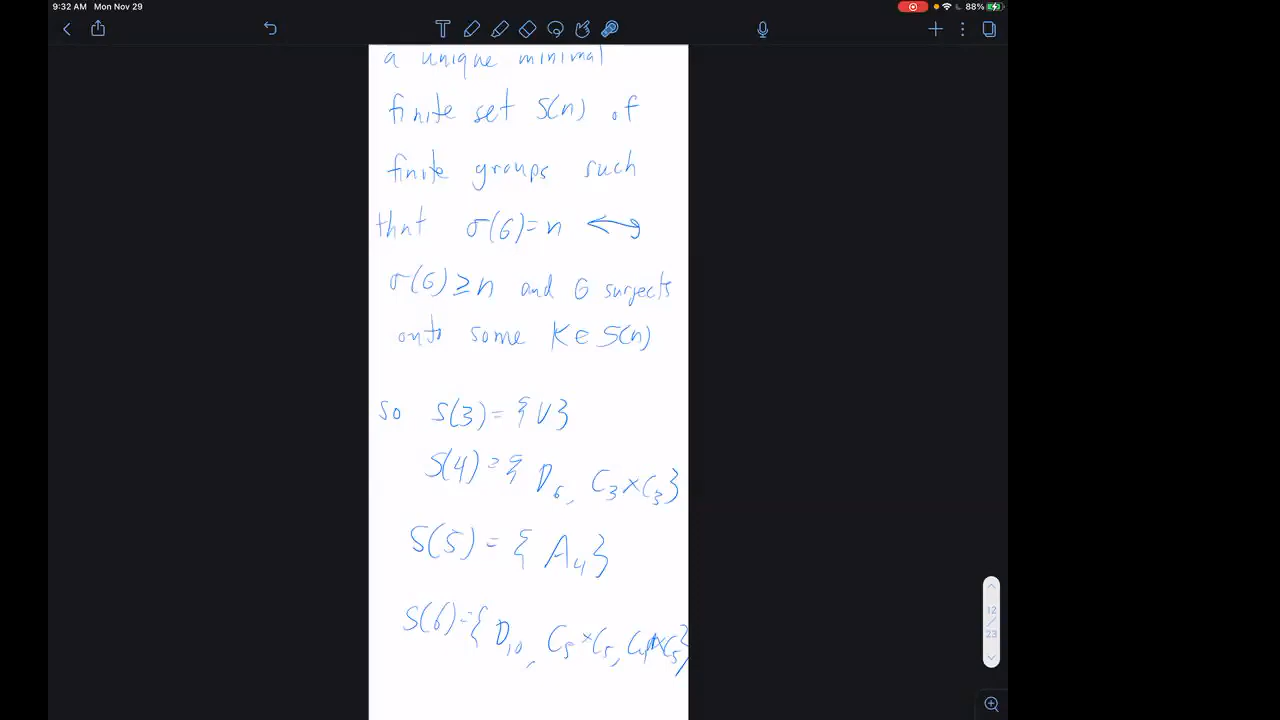 9:32 AM Mon Nov 29
88%
a unique minimal
finite set S(n) of
finite groups such
that σ(G)=n ⟷
σ(G)≥n and G surjects
onto some K∈S(n)
so S(3)={V}
S(4)={D₆, C₃×C₃}
S(5)={A₄}
S(6)={D₁₀, C₅×C₅, C₅}
12
/
23